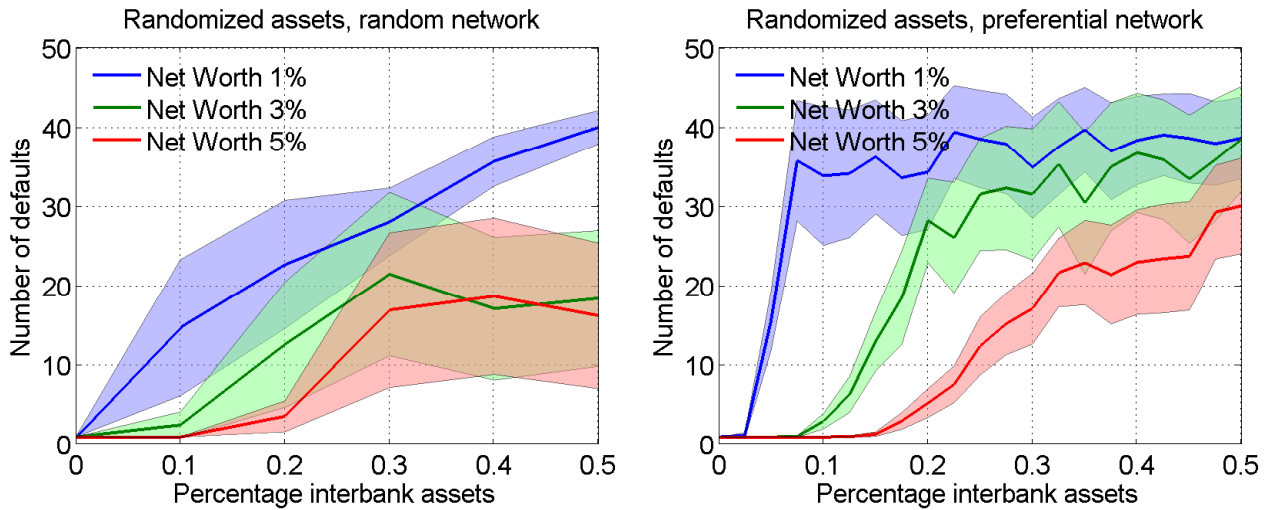 Randomized assets, random network
50
40
30
20
10
0
Number of defaults
Net Worth 1%
Net Worth 3%
Net Worth 5%
0 0.1 0.2 0.3 0.4 0.5
Percentage interbank assets
Randomized assets, preferential network
50
40
30
20
10
0
Number of defaults
Net Worth 1%
Net Worth 3%
Net Worth 5%
0 0.1 0.2 0.3 0.4 0.5
Percentage interbank assets